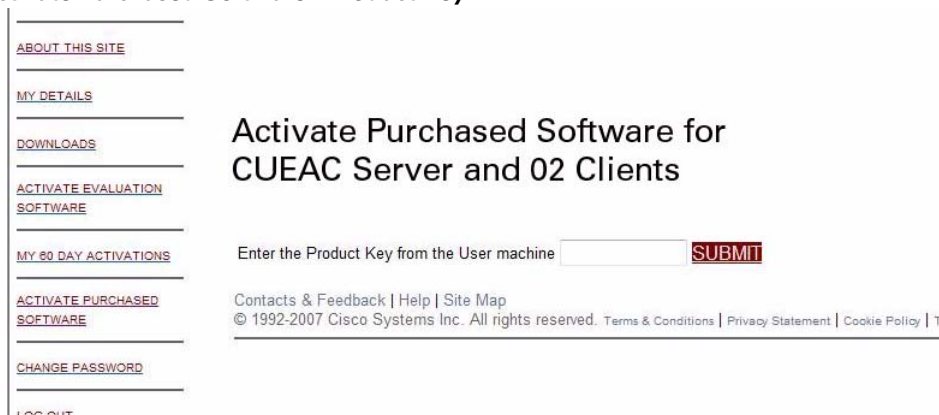 ABOUT THIS SITE
MY DETAILS
DOWNLOADS
ACTIVATE EVALUATION
SOFTWARE
MY 60 DAY ACTIVATIONS
ACTIVATE PURCHASED
SOFTWARE
CHANGE PASSWORD
LOG OUT
Activate Purchased Software for
CUEAC Server and 02 Clients
Enter the Product Key from the User machine SUBMIT
Contacts & Feedback | Help | Site Map
© 1992-2007 Cisco Systems Inc. All rights reserved. Terms & Conditions | Privacy Statement | Cookie Policy |